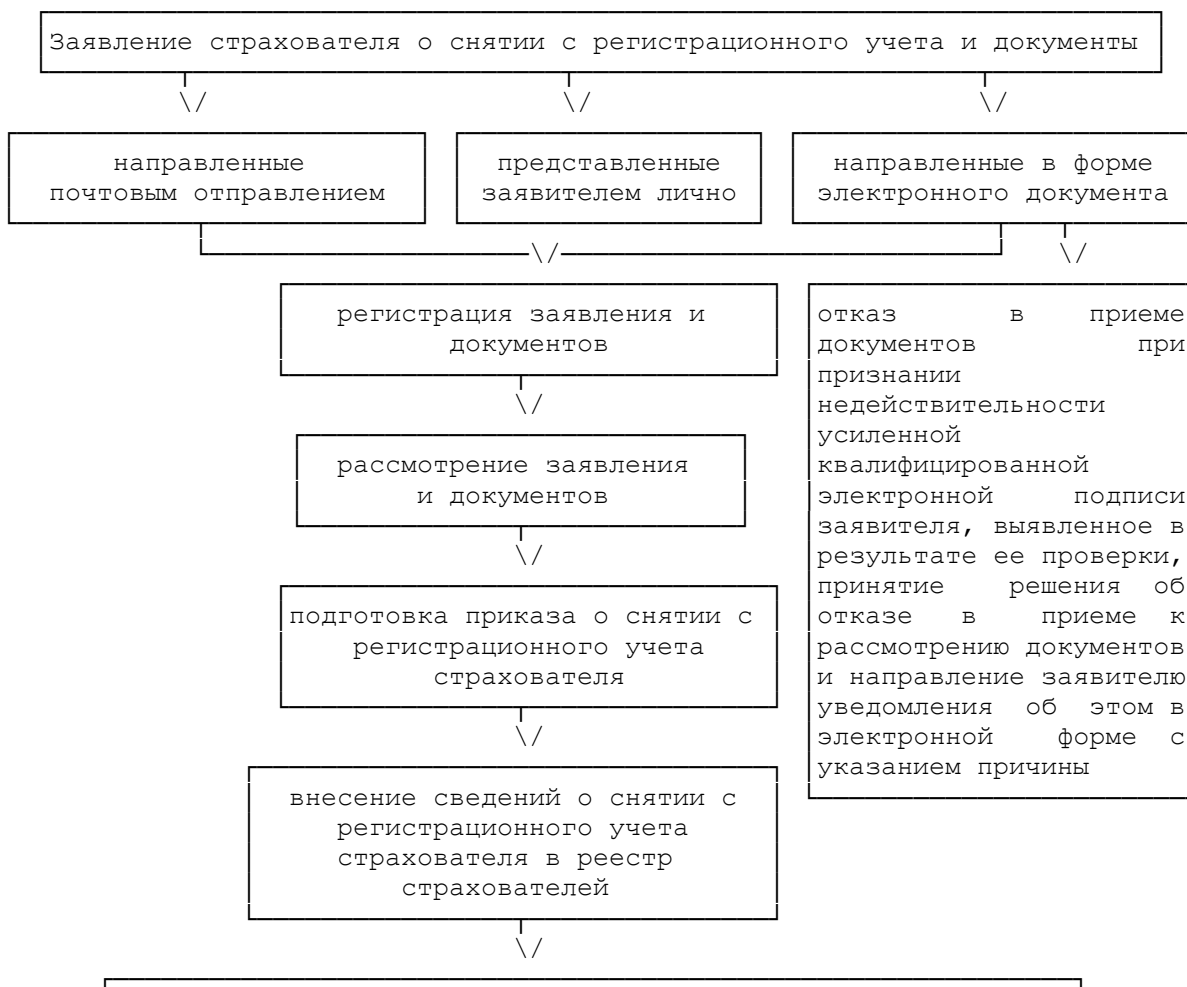 Заявление страхователя о снятии с регистрационного учета и документы
направленные
почтовым отправлением
представленные
заявителем лично
направленные в форме
электронного документа
регистрация заявления и
документов
рассмотрение заявления
и документов
подготовка приказа о снятии с
регистрационного учета
страхователя
внесение сведений о снятии с
регистрационного учета
страхователя в реестр
страхователей
отказ в приеме
документов при
признании
недействительности
усиленной
квалифицированной
электронной подписи
заявителя, выявленное в
результате ее проверки,
принятие решения об
отказе в приеме к
рассмотрению документов
и направление заявителю
уведомления об этом в
электронной форме с
указанием причины